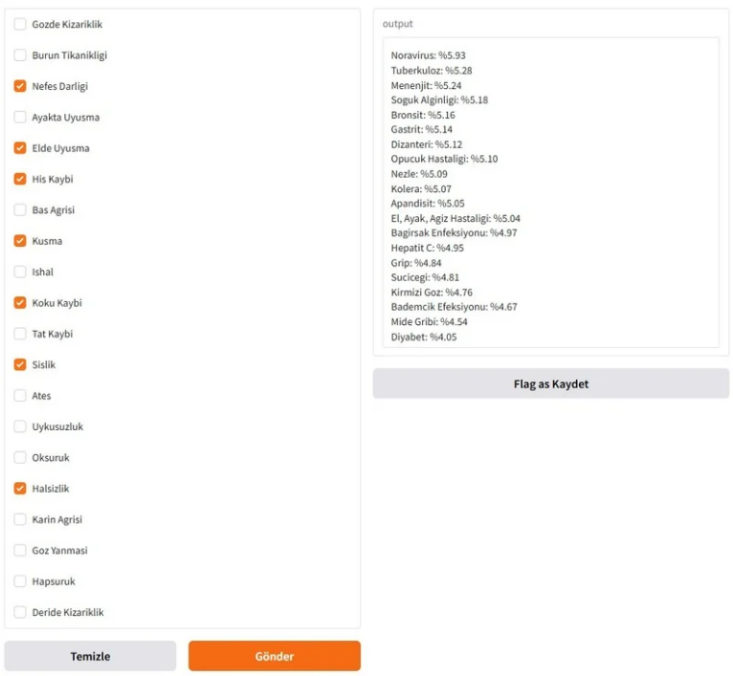 Gozde Kizariklik
Burun Tikanikligi
Nefes Darligi
Ayakta Uyusma
Elde Uyusma
His Kaybi
Bas Agrisi
Kusma
Ishal
Koku Kaybi
Tat Kaybi
Sislik
Ates
Uykusuzluk
Oksuruk
Halsizlik
Karin Agrisi
Goz Yanmasi
Hapsuruk
Deride Kizariklik
Temizle
Gönder
output
Noravirus: %5.93
Tuberkuloz: %5.28
Menenjit: %5.24
Soguk Alginligi: %5.18
Bronsit: %5.16
Gastrit: %5.14
Dizanteri: %5.12
Opucuk Hastaligi: %5.10
Nezle: %5.09
Kolera: %5.07
Apandisit: %5.05
El, Ayak, Agiz Hastaligi: %5.04
Bagirsak Enfeksiyonu: %4.97
Hepatit C: %4.95
Grip: %4.84
Sucicegi: %4.81
Kirmizi Goz: %4.76
Bademcik Efeksiyonu: %4.67
Mide Gribi: %4.54
Diyabet: %4.05
Flag as Kaydet